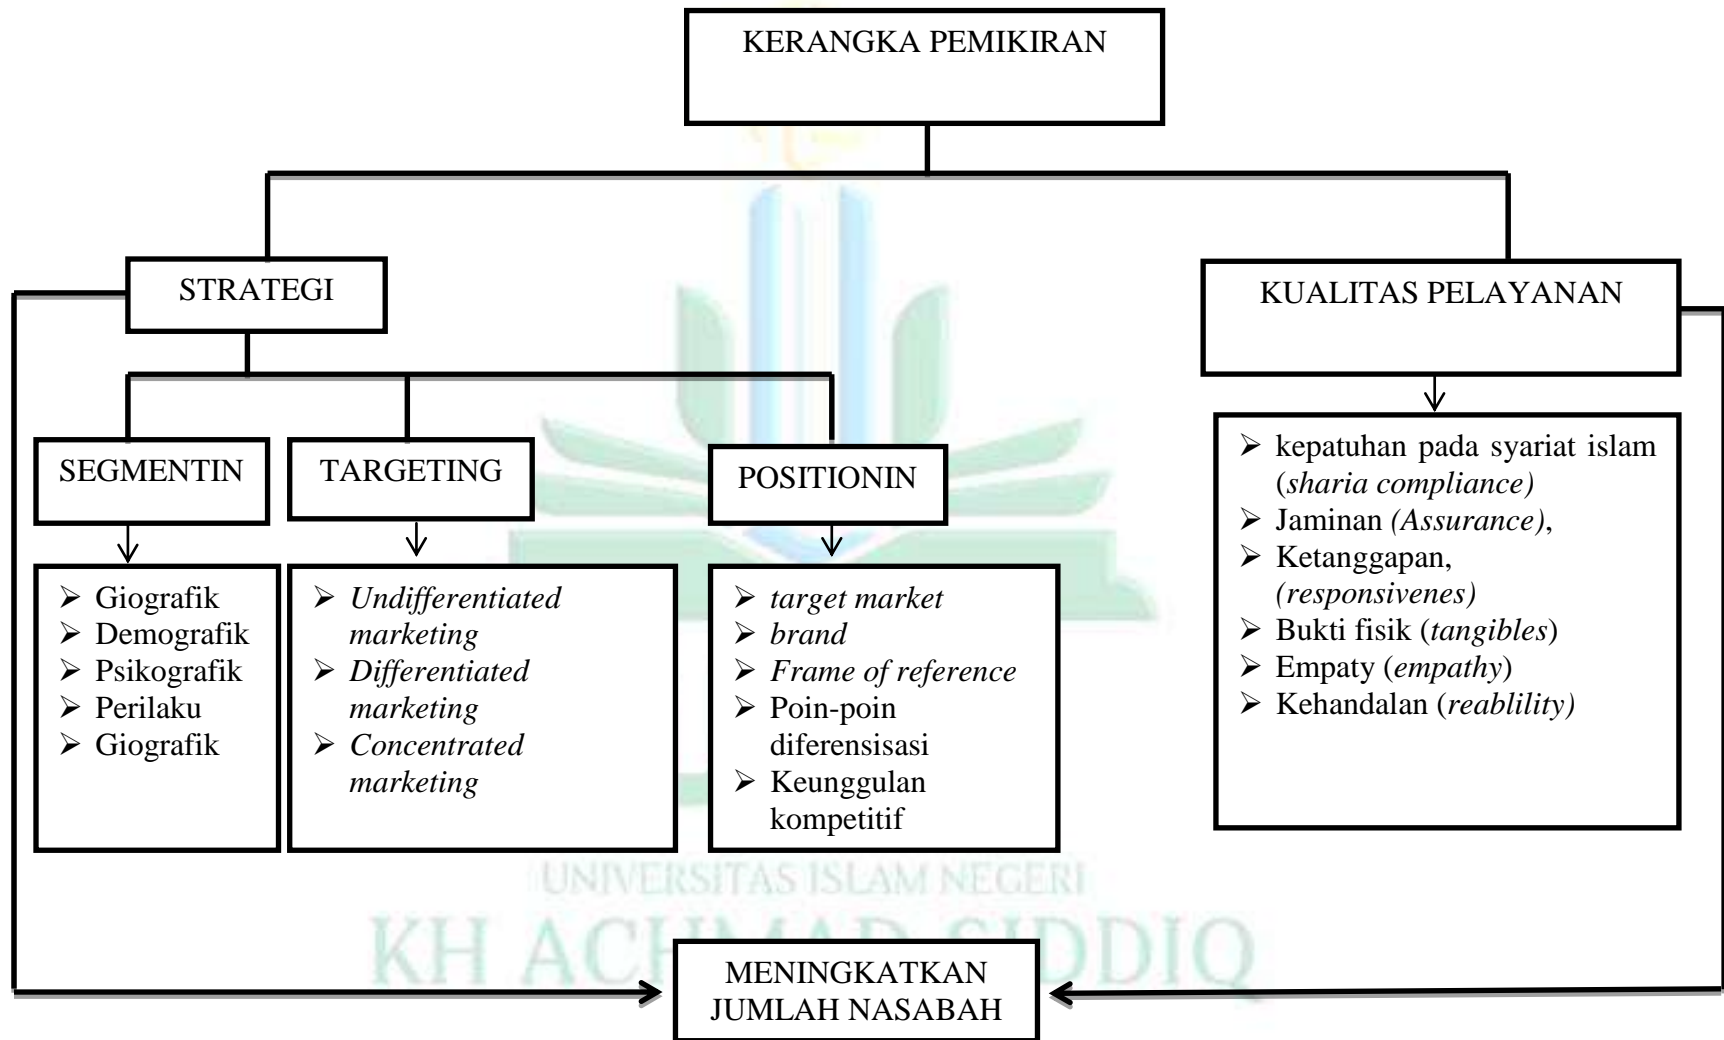 KERANGKA PEMIKIRAN
STRATEGI
KUALITAS PELAYANAN
SEGMENTIN
TARGETING
POSITIONIN
➢ Giografik
➢ Demografik
➢ Psikografik
➢ Perilaku
➢ Giografik
➢ Undifferentiated
marketing
➢ Differentiated
marketing
➢ Concentrated
marketing
➢ target market
➢ brand
➢ Frame of reference
➢ Poin-poin
diferensisasi
➢ Keunggulan
kompetitif
➢ kepatuhan pada syariat islam
(sharia compliance)
➢ Jaminan (Assurance),
➢ Ketanggapan,
(responsivenes)
➢ Bukti fisik (tangibles)
➢ Empaty (empathy)
➢ Kehandalan (reablility)
UNIVERSITAS ISLAM NEGERI
KH ACHMAD SIDDIQ
MENINGKATKAN
JUMLAH NASABAH